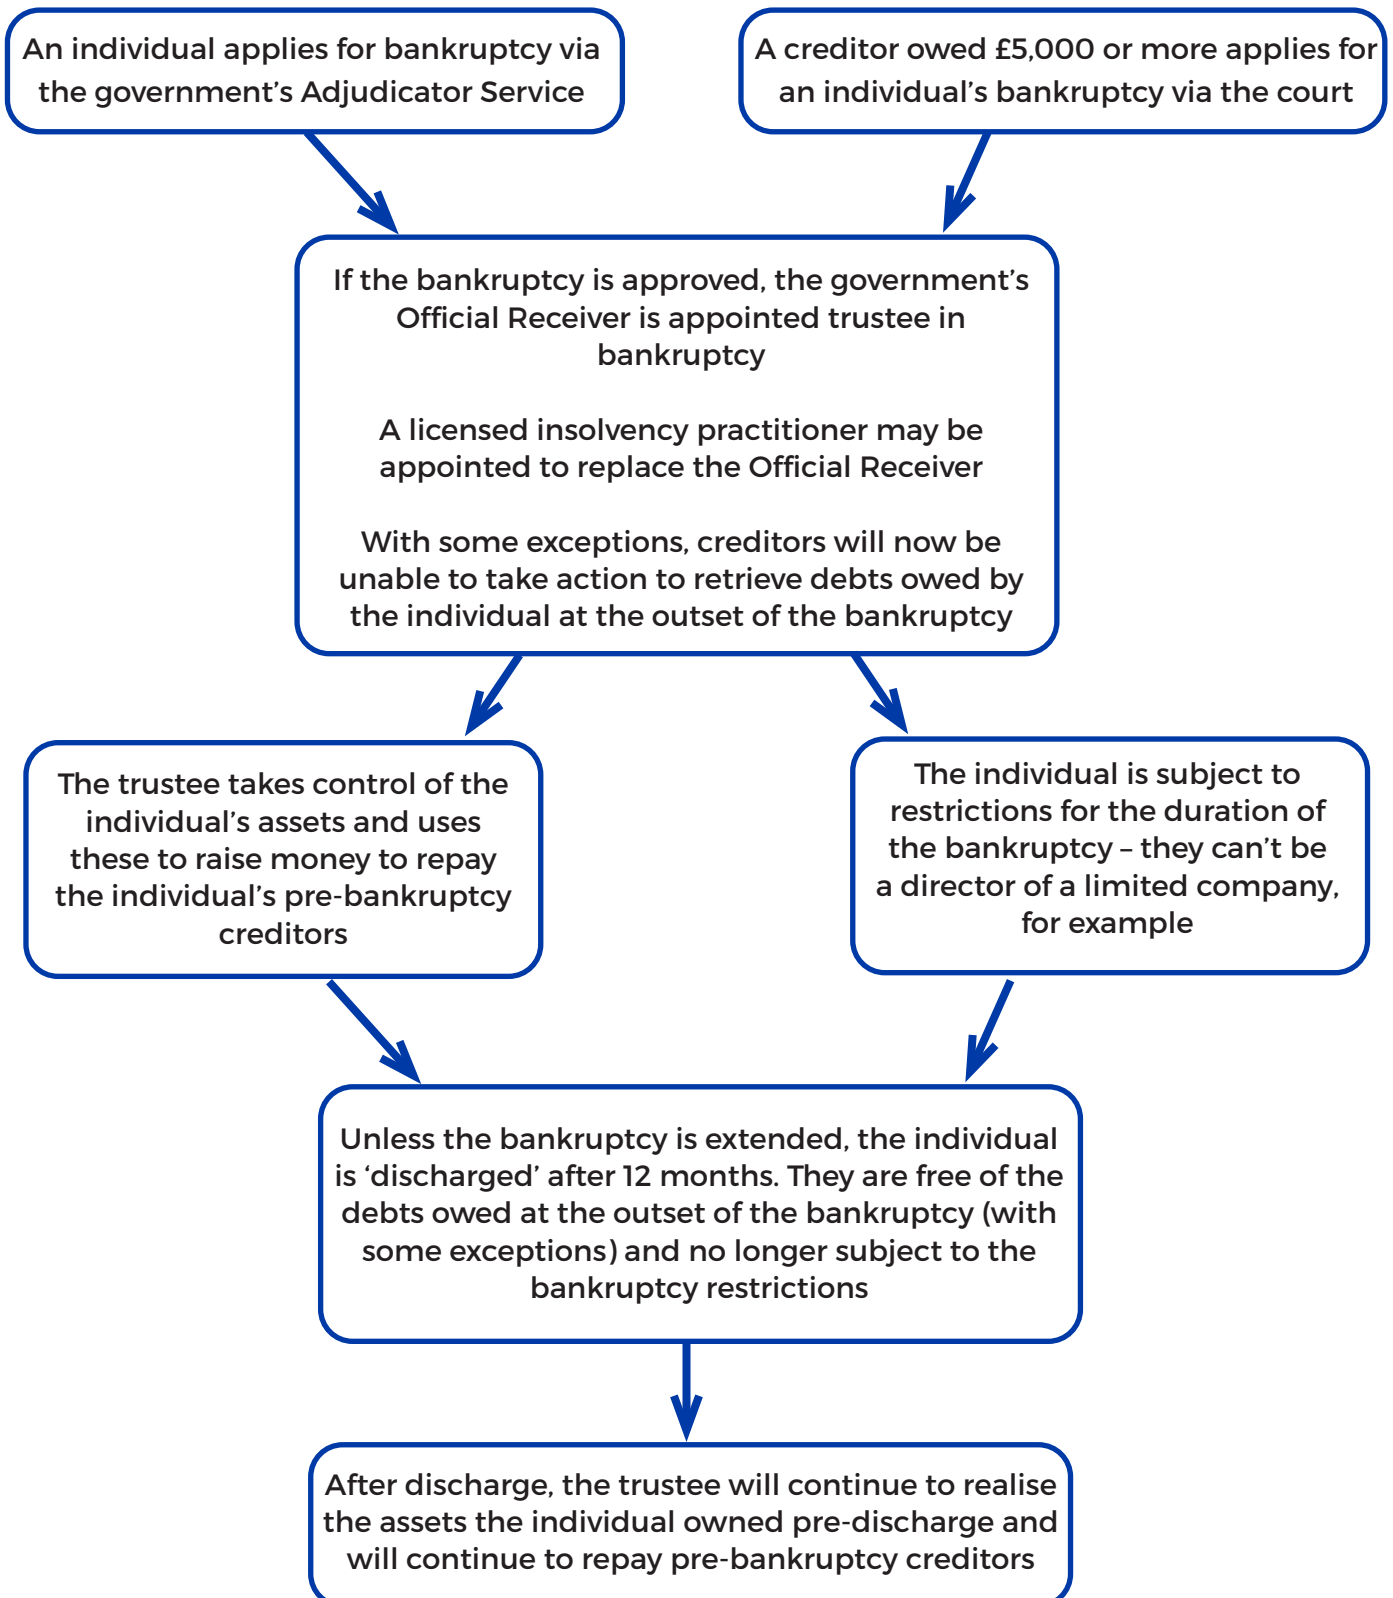 An individual applies for bankruptcy via
the government’s Adjudicator Service
A creditor owed £5,000 or more applies for
an individual’s bankruptcy via the court
If the bankruptcy is approved, the government’s
Official Receiver is appointed trustee in
bankruptcy
A licensed insolvency practitioner may be
appointed to replace the Official Receiver
With some exceptions, creditors will now be
unable to take action to retrieve debts owed by
the individual at the outset of the bankruptcy
The trustee takes control of the
individual’s assets and uses
these to raise money to repay
the individual’s pre-bankruptcy
creditors
The individual is subject to
restrictions for the duration of
the bankruptcy – they can’t be
a director of a limited company,
for example
Unless the bankruptcy is extended, the individual
is ‘discharged’ after 12 months. They are free of the
debts owed at the outset of the bankruptcy (with
some exceptions) and no longer subject to the
bankruptcy restrictions
After discharge, the trustee will continue to realise
the assets the individual owned pre-discharge and
will continue to repay pre-bankruptcy creditors